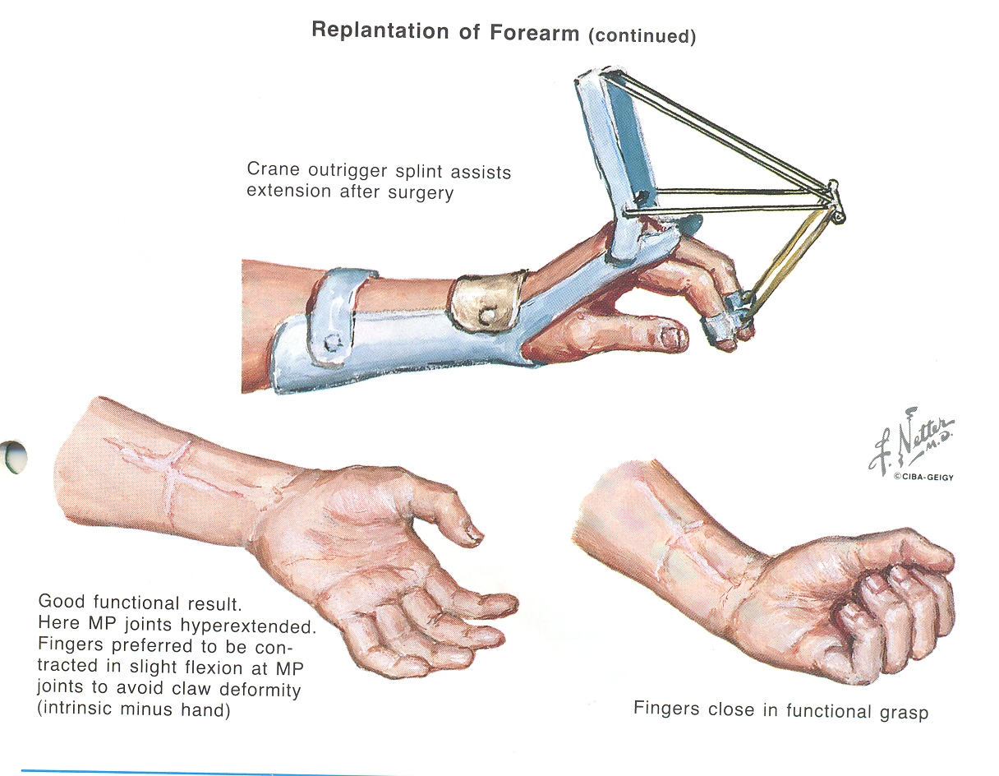 Replantation of Forearm (continued)
Crane outrigger splint assists
extension after surgery
F. Netter
M.D.
©CIBA-GEIGY
Good functional result.
Here MP joints hyperextended.
Fingers preferred to be con-
tracted in slight flexion at MP
joints to avoid claw deformity
(intrinsic minus hand)
Fingers close in functional grasp